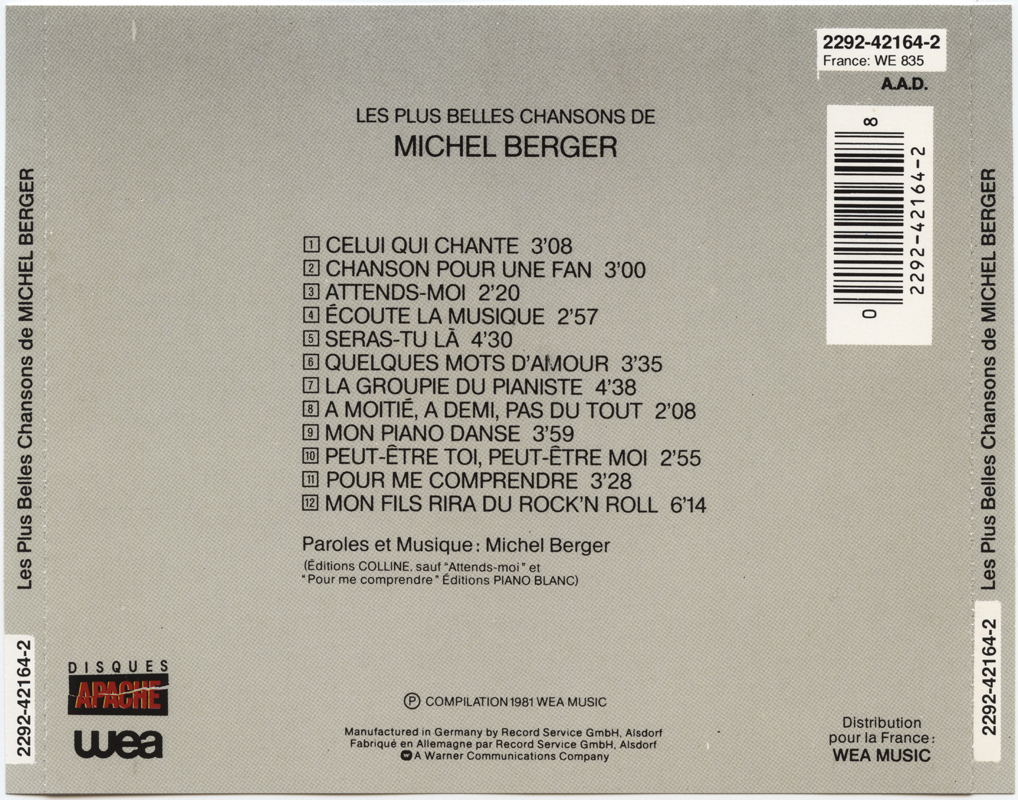 2292-42164-2
France: WE 835
A.A.D.
LES PLUS BELLES CHANSONS DE
MICHEL BERGER
8
2292-42164-2
0
Les Plus Belles Chansons de MICHEL BERGER
2292-42164-2
1 CELUI QUI CHANTE 3'08
2 CHANSON POUR UNE FAN 3'00
3 ATTENDS-MOI 2'20
4 ÉCOUTE LA MUSIQUE 2'57
5 SERAS-TU LÀ 4'30
6 QUELQUES MOTS D'AMOUR 3'35
7 LA GROUPIE DU PIANISTE 4'38
8 A MOITIÉ, A DEMI, PAS DU TOUT 2'08
9 MON PIANO DANSE 3'59
10 PEUT-ÊTRE TOI, PEUT-ÊTRE MOI 2'55
11 POUR ME COMPRENDRE 3'28
12 MON FILS RIRA DU ROCK'N ROLL 6'14
Paroles et Musique: Michel Berger
(Éditions COLLINE. sauf "Attends-moi" et
"Pour me comprendre" Éditions PIANO BLANC)
Les Plus Belles Chansons de MICHEL BERGER
2292-42164-2
DISQUES
APACHE
wea
Ⓟ COMPILATION 1981 WEA MUSIC
Manufactured in Germany by Record Service GmbH, Alsdorf
Fabriqué en Allemagne par Record Service GmbH, Alsdorf
A Warner Communications Company
Distribution
pour la France:
WEA MUSIC